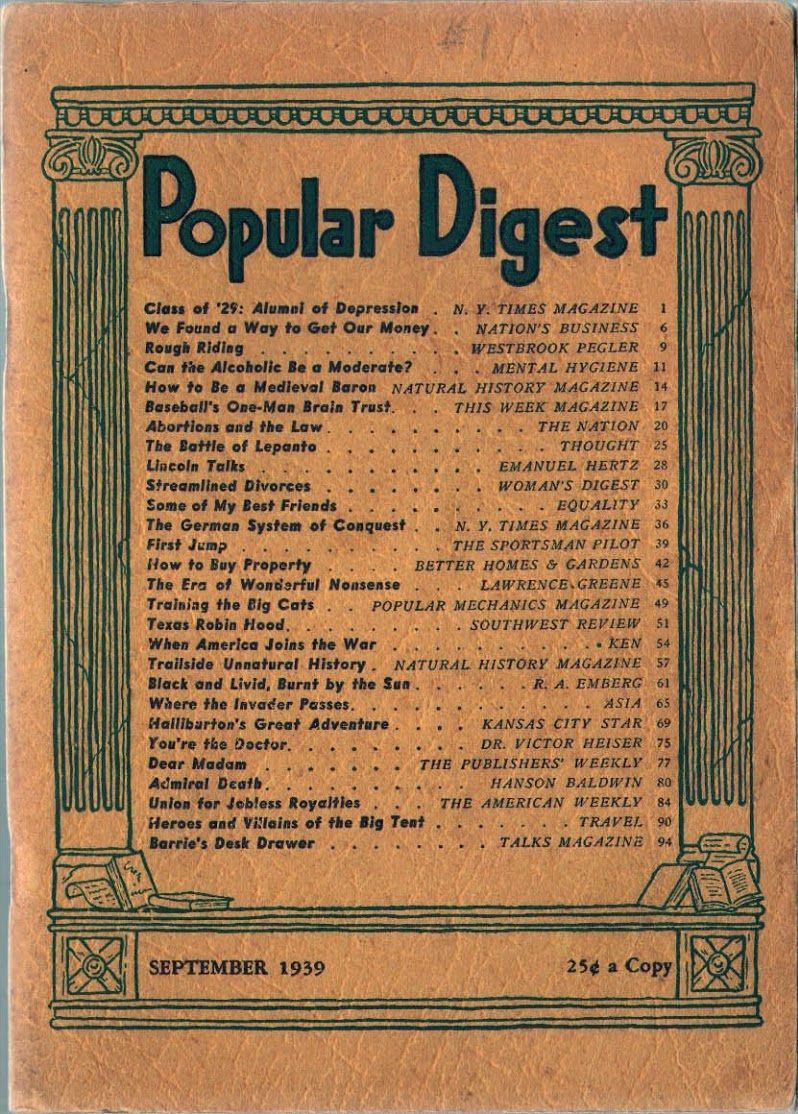 #1
Popular Digest
Class of '29: Alumni of Depression . N. Y. TIMES MAGAZINE 1
We Found a Way to Get Our Money. . NATION'S BUSINESS 6
Rough Riding . . . . . . . . . . WESTBROOK PEGLER 9
Can the Alcoholic Be a Moderate? . . . MENTAL HYGIENE 11
How to Be a Medieval Baron NATURAL HISTORY MAGAZINE 14
Baseball's One-Man Brain Trust. . . THIS WEEK MAGAZINE 17
Abortions and the Law . . . . . . . . . . THE NATION 20
The Battle of Lepanto . . . . . . . . . . . THOUGHT 25
Lincoln Talks . . . . . . . . . . . EMANUEL HERTZ 28
Streamlined Divorces . . . . . . . . WOMAN'S DIGEST 30
Some of My Best Friends . . . . . . . . . . EQUALITY 33
The German System of Conquest . . N. Y. TIMES MAGAZINE 36
First Jump . . . . . . . . . . THE SPORTSMAN PILOT 39
How to Buy Property . . . . BETTER HOMES & GARDENS 42
The Era of Wonderful Nonsense . . . LAWRENCE GREENE 45
Training the Big Cats . . POPULAR MECHANICS MAGAZINE 49
Texas Robin Hood. . . . . . . . . SOUTHWEST REVIEW 51
When America Joins the War . . . . . . . . . . KEN 54
Trailside Unnatural History . NATURAL HISTORY MAGAZINE 57
Black and Livid, Burnt by the Sun . . . . . . R. A. EMBERG 61
Where the Invader Passes. . . . . . . . . . . . ASIA 65
Halliburton's Great Adventure . . . . KANSAS CITY STAR 69
You're the Doctor. . . . . . . . . DR. VICTOR HEISER 75
Dear Madam . . . . . . . THE PUBLISHERS' WEEKLY 77
Admiral Death. . . . . . . . . . . HANSON BALDWIN 80
Union for Jobless Royalties . . . THE AMERICAN WEEKLY 84
Heroes and Villains of the Big Tent . . . . . . . TRAVEL 90
Barrie's Desk Drawer . . . . . . . . TALKS MAGAZINE 94
SEPTEMBER 1939 25¢ a Copy